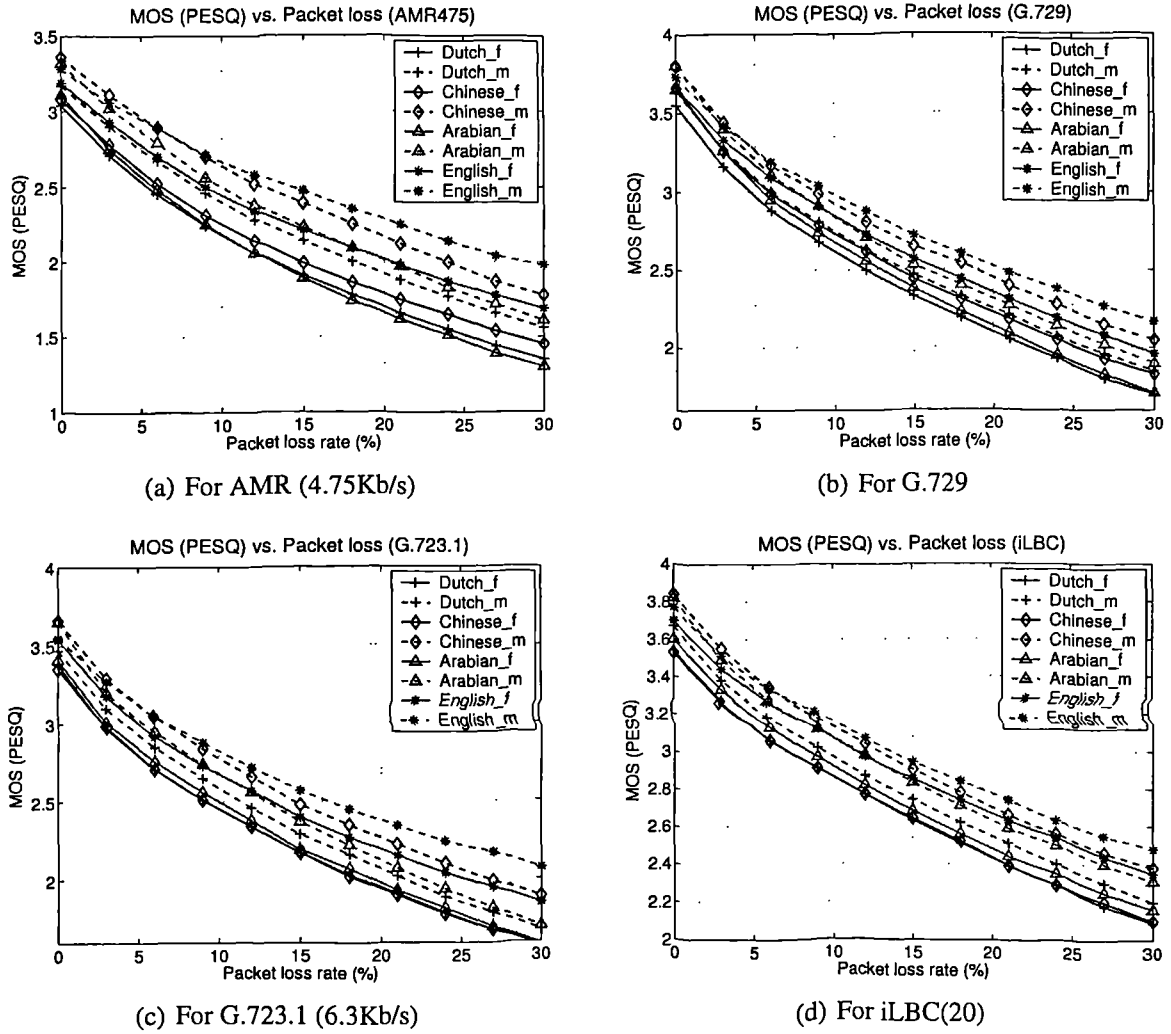 MOS (PESQ) vs. Packet loss (AMR475)
3.5
3
2.5
2
1.5
1
MOS (PESQ)
0 5 10 15 20 25 30
Packet loss rate (%)
Dutch_f
Dutch_m
Chinese_f
Chinese_m
Arabian_f
Arabian_m
English_f
English_m
(a) For AMR (4.75Kb/s)
MOS (PESQ) vs. Packet loss (G.729)
4
3.5
3
2.5
2
MOS (PESQ)
0 5 10 15 20 25 30
Packet loss rate (%)
Dutch_f
Dutch_m
Chinese_f
Chinese_m
Arabian_f
Arabian_m
English_f
English_m
(b) For G.729
MOS (PESQ) vs. Packet loss (G.723.1)
4
3.5
3
2.5
2
MOS (PESQ)
0 5 10 15 20 25 30
Packet loss rate (%)
Dutch_f
Dutch_m
Chinese_f
Chinese_m
Arabian_f
Arabian_m
English_f
English_m
(c) For G.723.1 (6.3Kb/s)
MOS (PESQ) vs. Packet loss (iLBC)
4
3.8
3.6
3.4
3.2
3
2.8
2.6
2.4
2.2
2
MOS (PESQ)
0 5 10 15 20 25 30
Packet loss rate (%)
Dutch_f
Dutch_m
Chinese_f
Chinese_m
Arabian_f
Arabian_m
English_f
English_m
(d) For iLBC(20)